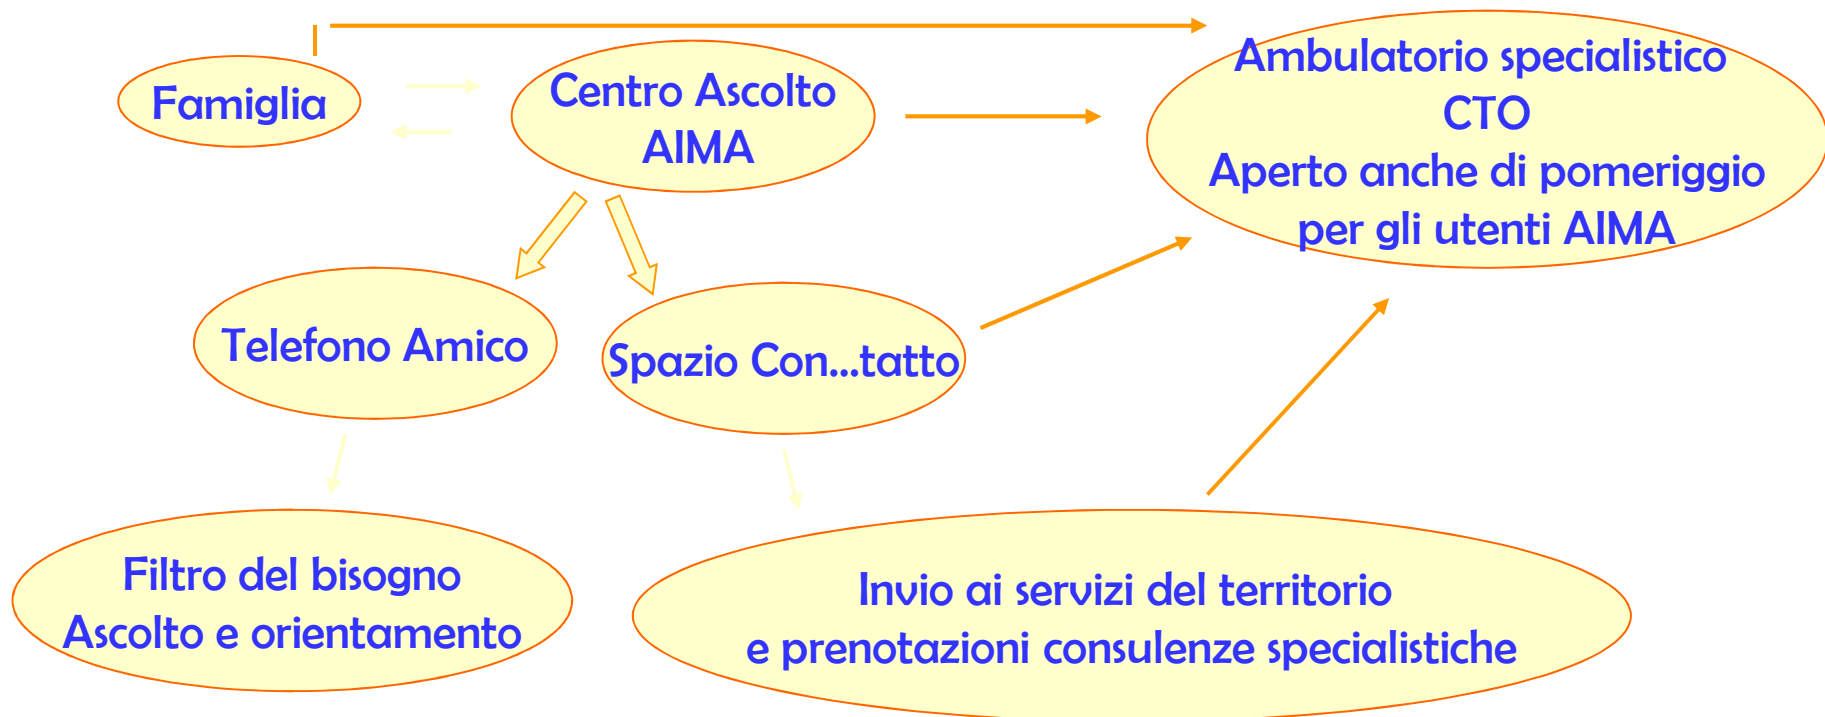 Famiglia
Centro Ascolto
AIMA
Ambulatorio specialistico
CTO
Aperto anche di pomeriggio
per gli utenti AIMA
Telefono Amico
Spazio Con...tatto
Filtro del bisogno
Ascolto e orientamento
Invio ai servizi del territorio
e prenotazioni consulenze specialistiche